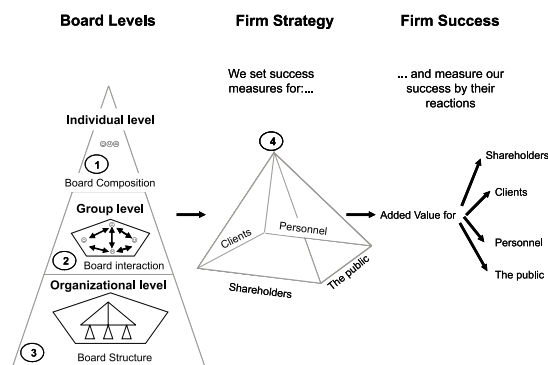 Board Levels
Firm Strategy
Firm Success
We set success
measures for:...
... and measure our
success by their
reactions
Individual level
1
Board Composition
Group level
2
Board interaction
Organizational level
3
Board Structure
4
Clients
Personnel
Shareholders
The public
Added Value for
Shareholders
Clients
Personnel
The public